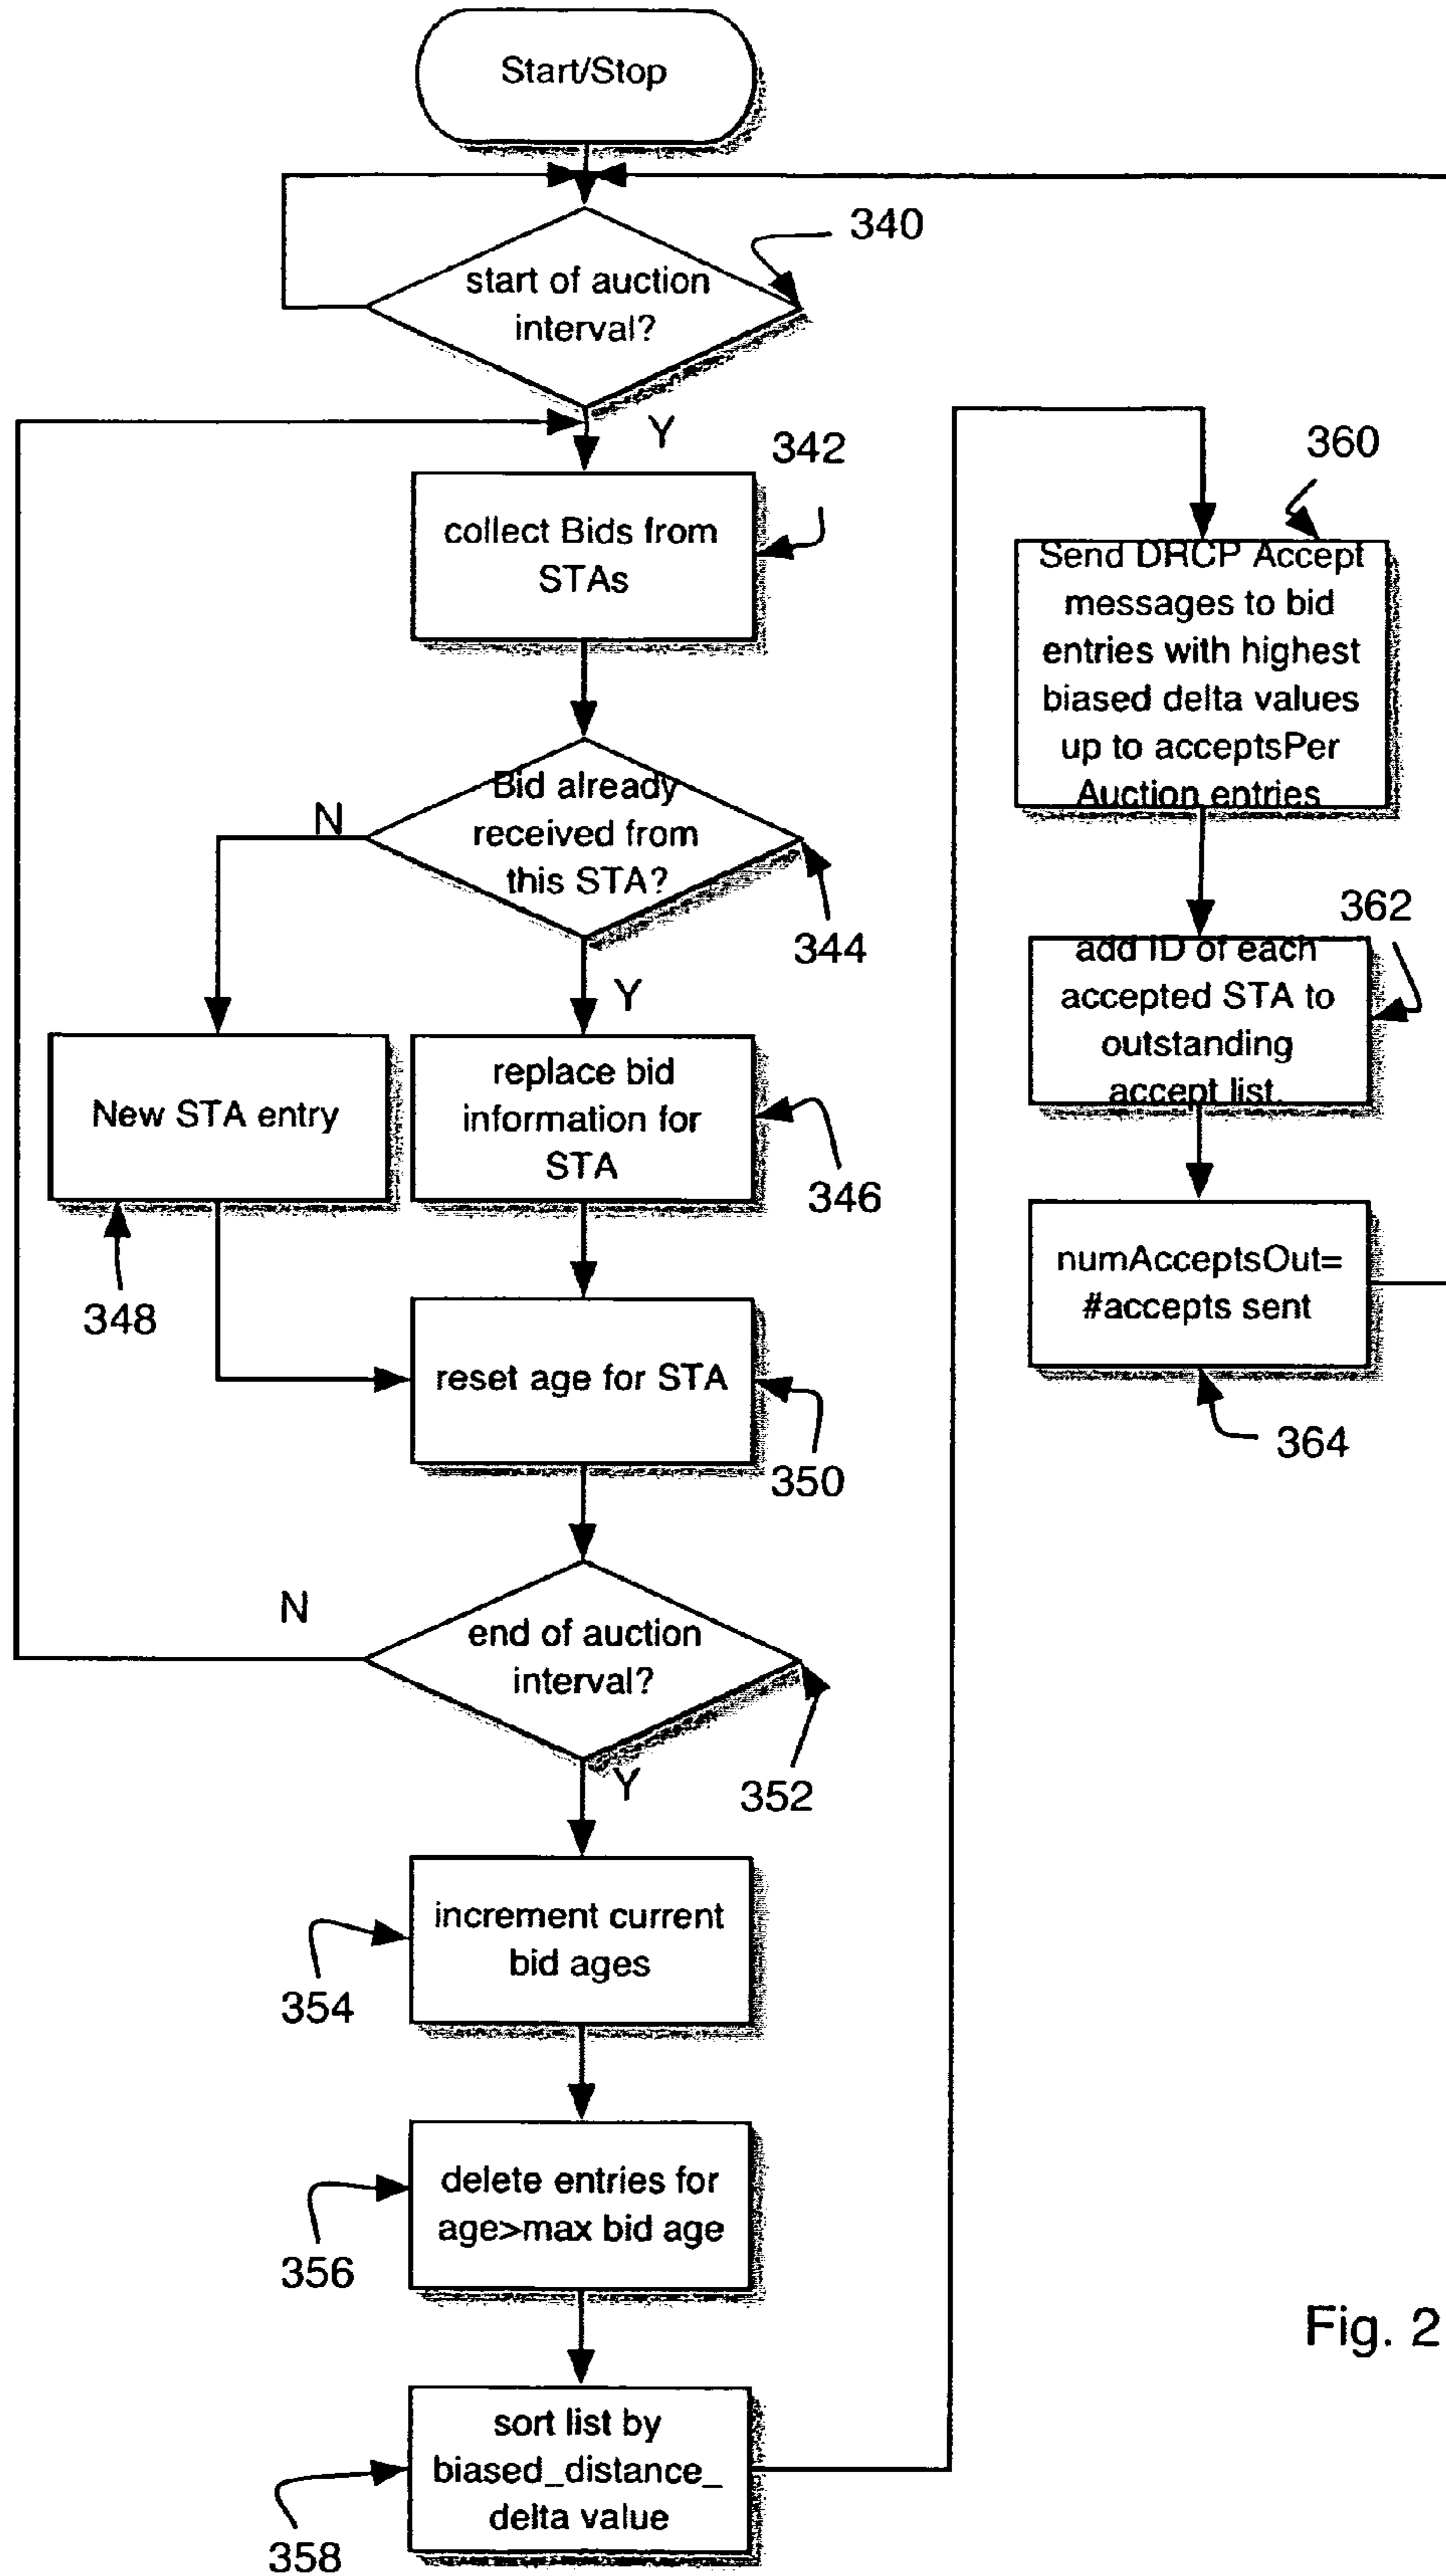 Start/Stop
340
start of auction
interval?
Y
342
collect Bids from
STAs
Bid already
received from
this STA?
N
344
Y
New STA entry
replace bid
information for
STA
346
348
reset age for STA
350
end of auction
interval?
N
352
Y
increment current
bid ages
354
delete entries for
age>max bid age
356
sort list by
biased_distance_
delta value
358
360
Send DRCP Accept
messages to bid
entries with highest
biased delta values
up to acceptsPer
Auction entries
362
add ID of each
accepted STA to
outstanding
accept list.
numAcceptsOut=
#accepts sent
364
Fig. 2